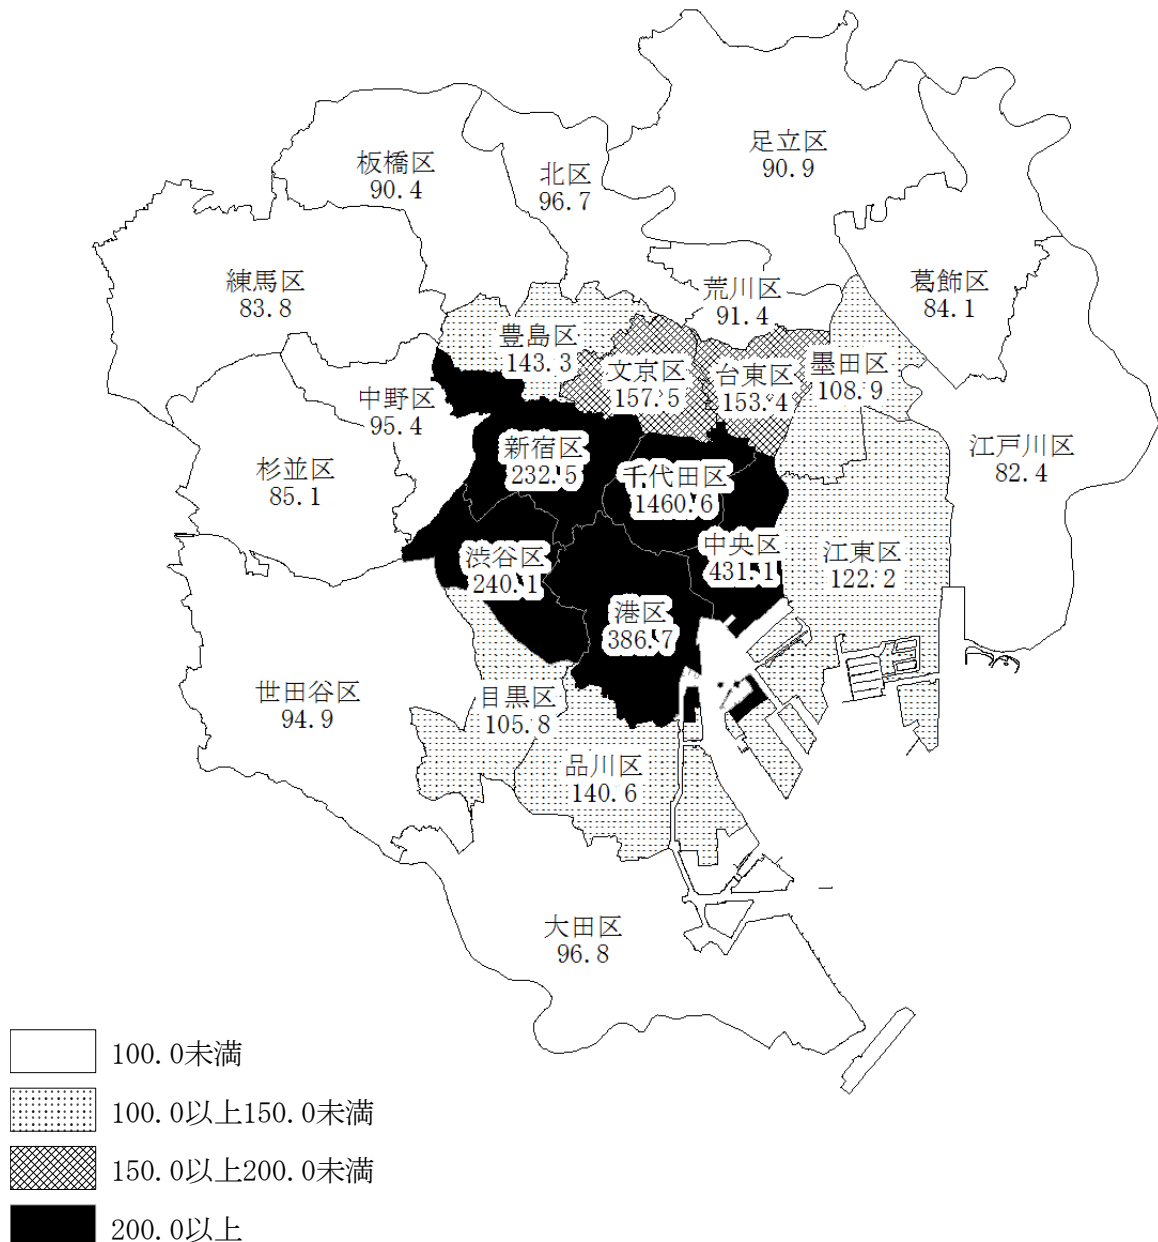 足立区
90.9
板橋区
90.4
北区
96.7
練馬区
83.8
荒川区
91.4
葛飾区
84.1
豊島区
143.3
文京区
157.5
台東区
153.4
墨田区
108.9
中野区
95.4
江戸川区
82.4
新宿区
232.5
千代田区
1460.6
杉並区
85.1
渋谷区
240.1
中央区
431.1
江東区
122.2
港区
386.7
世田谷区
94.9
目黒区
105.8
品川区
140.6
大田区
96.8
100.0未満
100.0以上150.0未満
150.0以上200.0未満
200.0以上